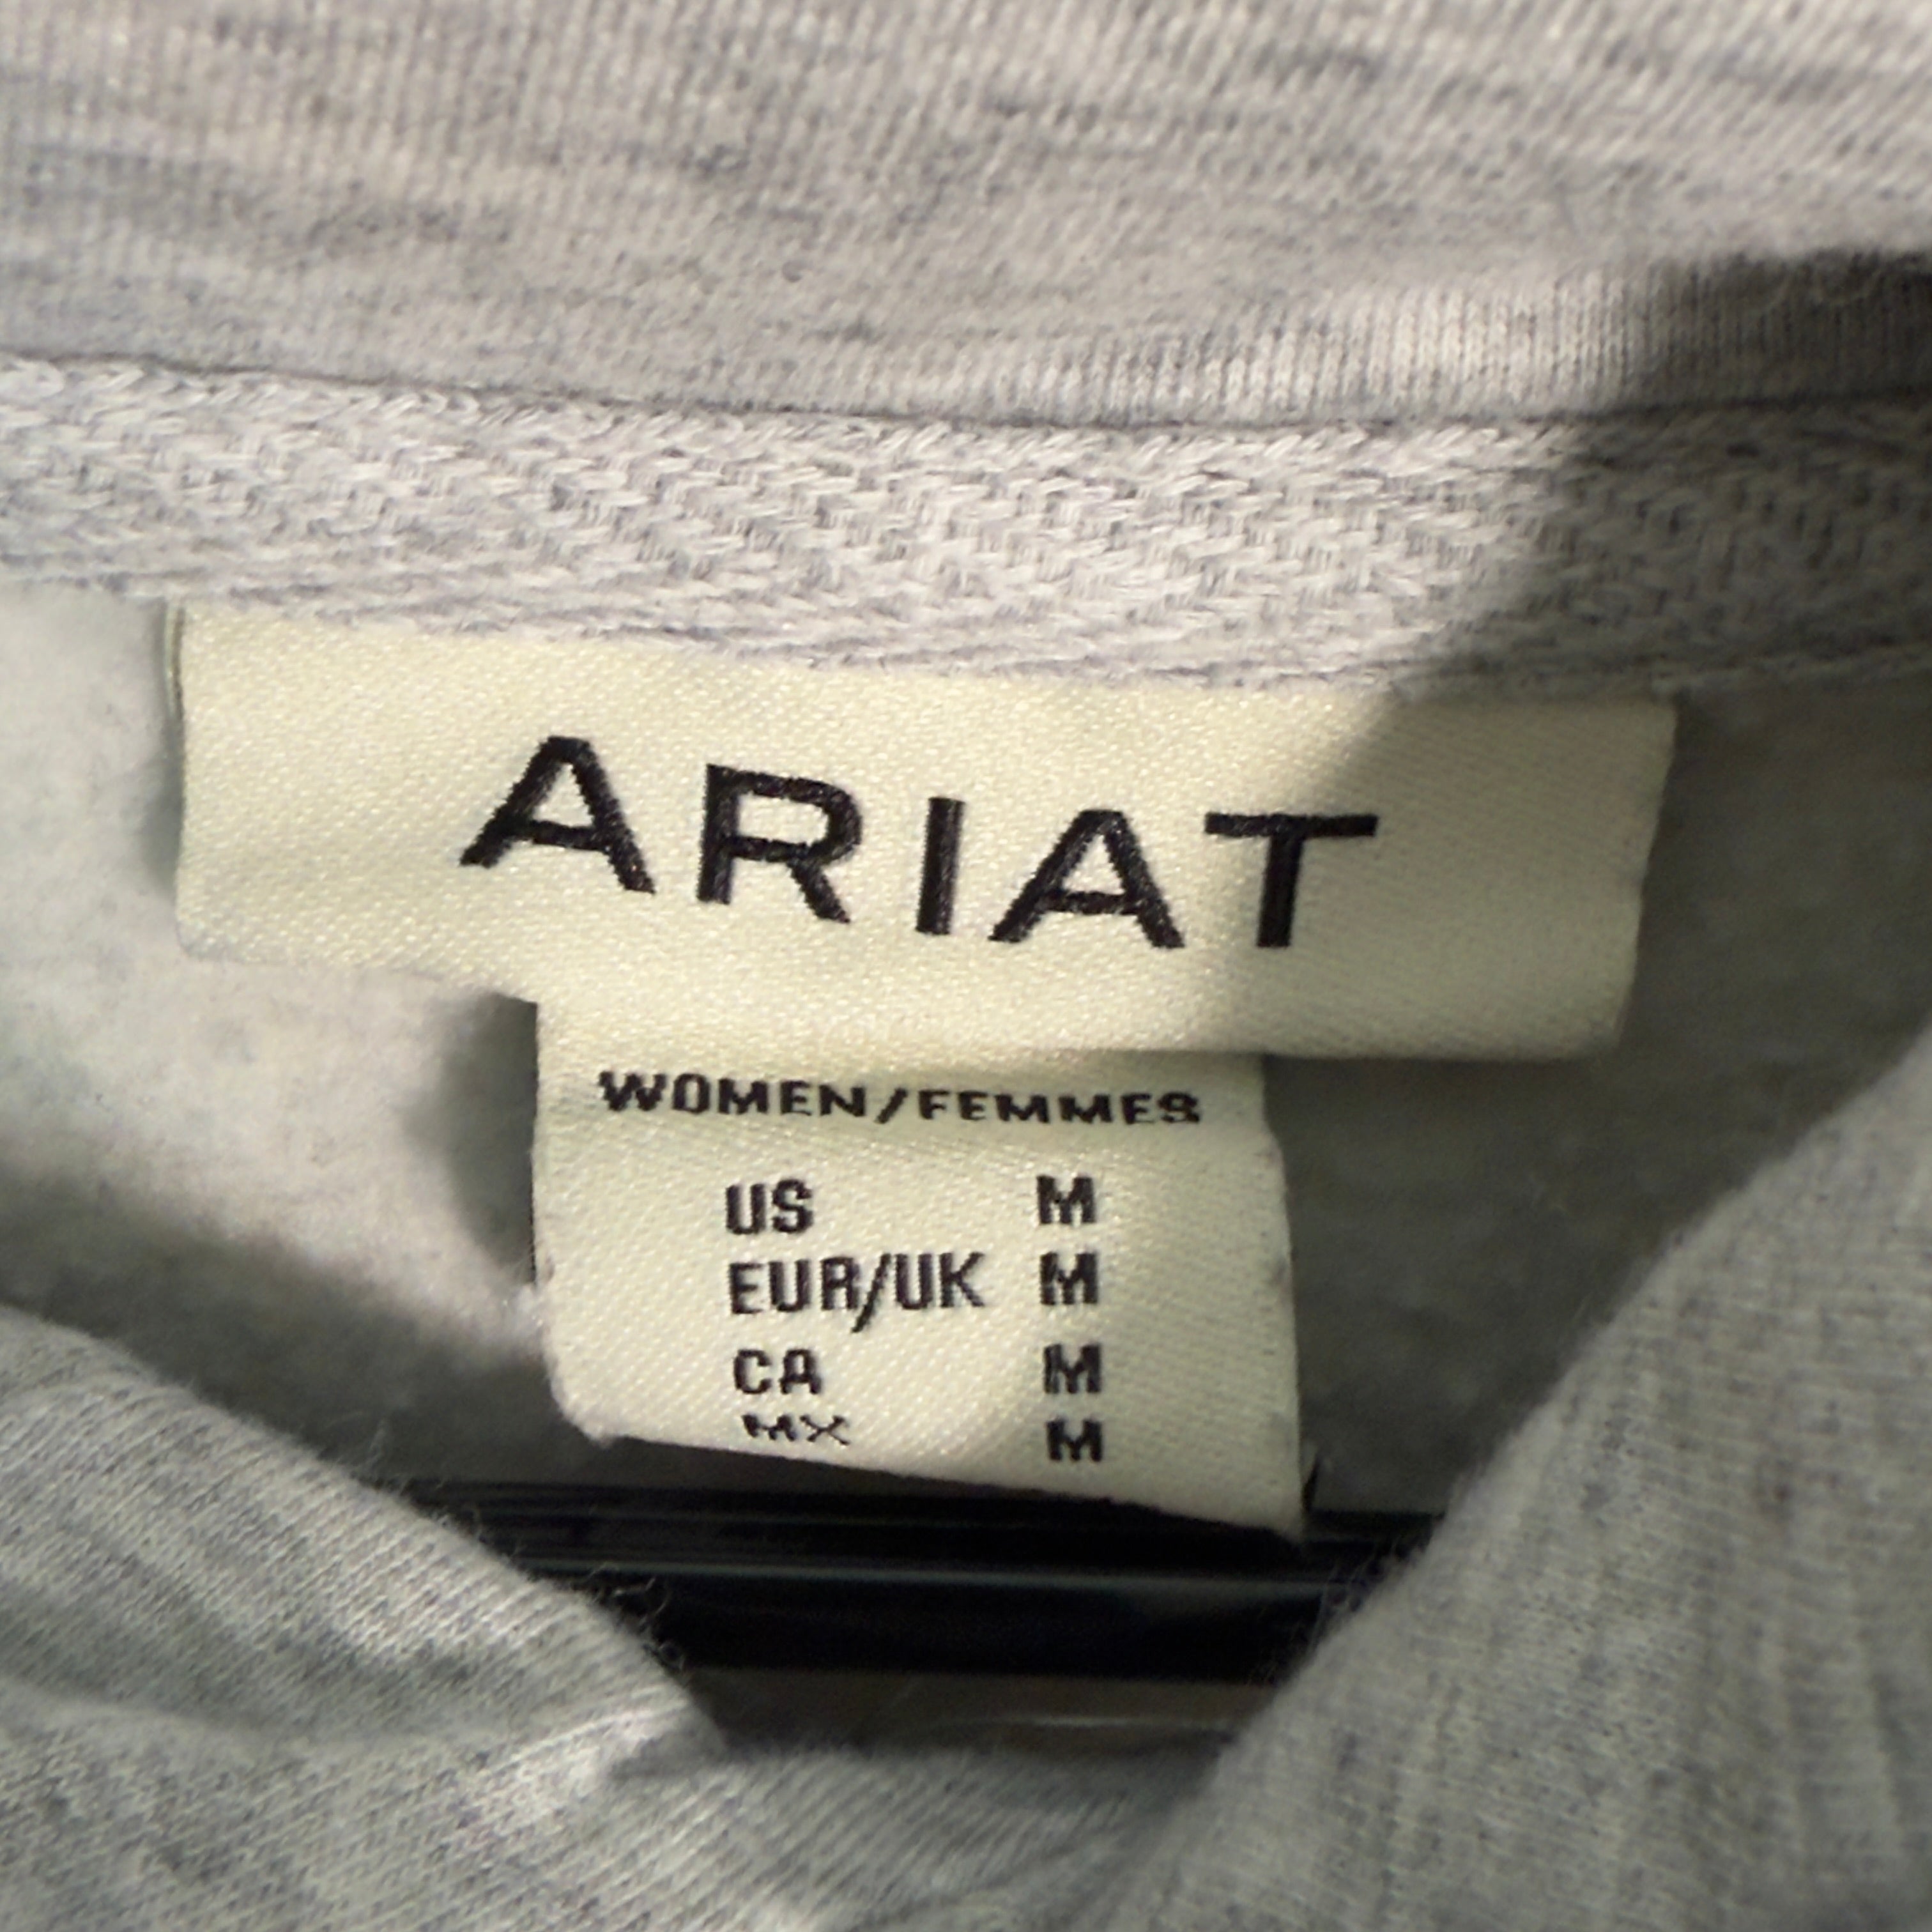 ARIAT
WOMEN/FEMMES
US M
EUR/UK M
CA M
MX M